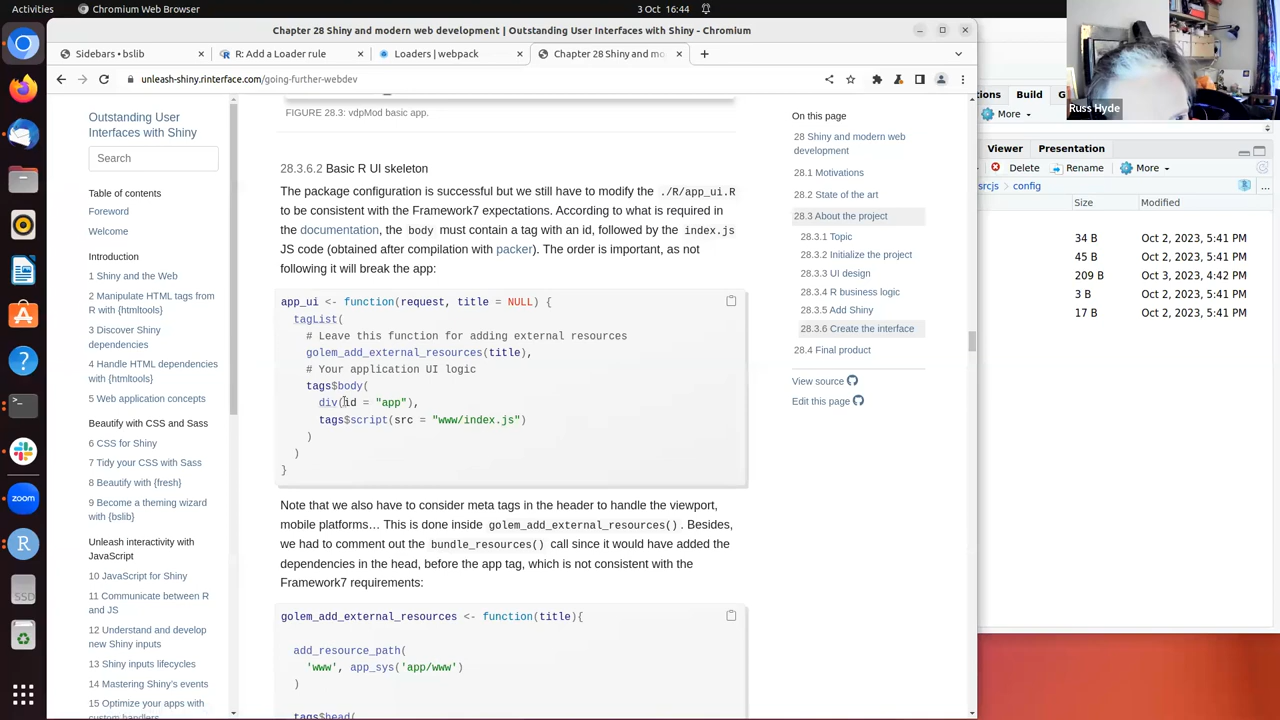 Activities
Chromium Web Browser
3 Oct 16:44
Chapter 28 Shiny and modern web development | Outstanding User Interfaces with Shiny - Chromium
Sidebars • bslib
R: Add a Loader rule
Loaders | webpack
Chapter 28 Shiny and mo
unleash-shiny.rinterface.com/going-further-webdev
Outstanding User
Interfaces with Shiny
Search
Table of contents
Foreword
Welcome
Introduction
1 Shiny and the Web
2 Manipulate HTML tags from
R with {htmltools}
3 Discover Shiny
dependencies
4 Handle HTML dependencies
with {htmltools}
5 Web application concepts
Beautify with CSS and Sass
6 CSS for Shiny
7 Tidy your CSS with Sass
8 Beautify with {fresh}
9 Become a theming wizard
with {bslib}
Unleash interactivity with
JavaScript
10 JavaScript for Shiny
11 Communicate between R
and JS
12 Understand and develop
new Shiny inputs
13 Shiny inputs lifecycles
14 Mastering Shiny's events
15 Optimize your apps with
custom handlers
FIGURE 28.3: vdpMod basic app.
28.3.6.2 Basic R UI skeleton
The package configuration is successful but we still have to modify the ./R/app_ui.R
to be consistent with the Framework7 expectations. According to what is required in
the documentation, the body must contain a tag with an id, followed by the index.js
JS code (obtained after compilation with packer). The order is important, as not
following it will break the app:
app_ui <- function(request, title = NULL) {
tagList(
# Leave this function for adding external resources
golem_add_external_resources(title),
# Your application UI logic
tags$body(
div(id = "app"),
tags$script(src = "www/index.js")
)
)
}
Note that we also have to consider meta tags in the header to handle the viewport,
mobile platforms… This is done inside golem_add_external_resources(). Besides,
we had to comment out the bundle_resources() call since it would have added the
dependencies in the head, before the app tag, which is not consistent with the
Framework7 requirements:
golem_add_external_resources <- function(title){
add_resource_path(
'www', app_sys('app/www')
)
tags$head(
On this page
28 Shiny and modern web
development
28.1 Motivations
28.2 State of the art
28.3 About the project
28.3.1 Topic
28.3.2 Initialize the project
28.3.3 UI design
28.3.4 R business logic
28.3.5 Add Shiny
28.3.6 Create the interface
28.4 Final product
View source
Edit this page
Russ Hyde
tions
Build
G
More
Viewer
Presentation
Delete
Rename
More
srcjs
config
...
Size
Modified
34 B
Oct 2, 2023, 5:41 PM
45 B
Oct 2, 2023, 5:41 PM
209 B
Oct 3, 2023, 4:42 PM
3 B
Oct 2, 2023, 5:41 PM
17 B
Oct 2, 2023, 5:41 PM
zoom
R
SSD